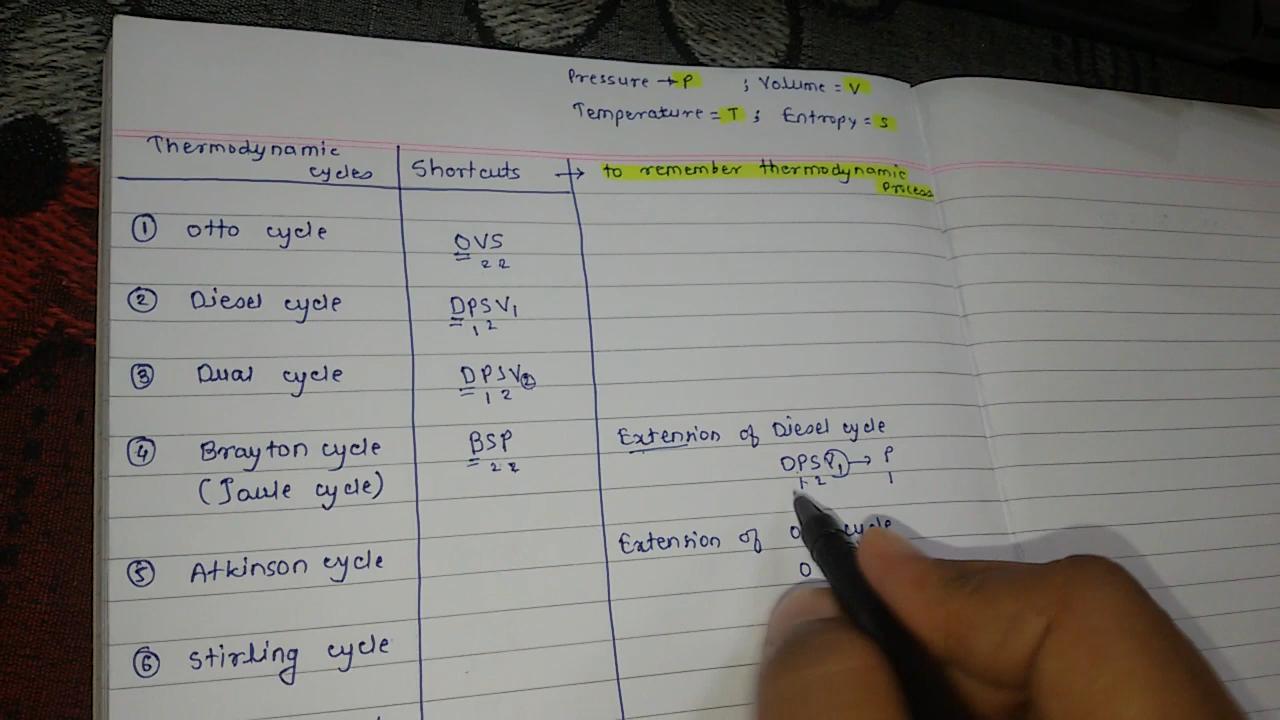 Pressure → P ; Volume = V
Temperature = T ; Entropy = S
Thermodynamic cycles
Shortcuts → to remember thermodynamic process
① Otto cycle
OVS
2 2
② Diesel cycle
DPSV1
1 2
③ Dual cycle
DPSV②
1 2
④ Brayton cycle
(Joule cycle)
BSP
2 2
Extension of Diesel cycle
DPSV1 → P
1 2 1
⑤ Atkinson cycle
Extension of cycle
O
⑥ Stirling cycle